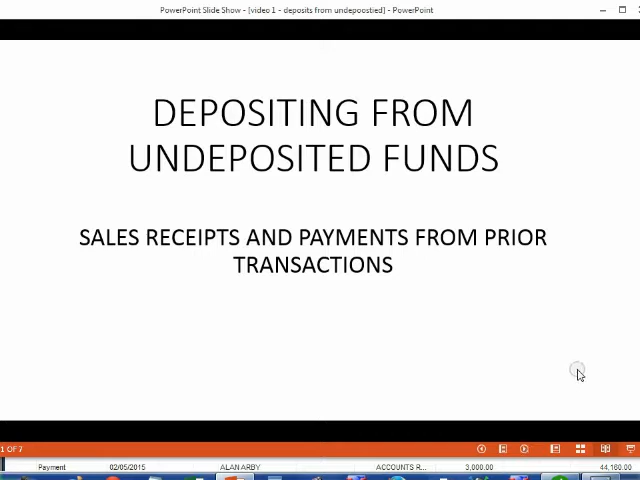 PowerPoint Slide Show - [video 1 - deposits from undepoostied] - PowerPoint
DEPOSITING FROM
UNDEPOSITED FUNDS
SALES RECEIPTS AND PAYMENTS FROM PRIOR
TRANSACTIONS
1 OF 7
Payment 02/05/2015 ALAN ARBY ACCOUNTS R... 3,000.00 44,160.00